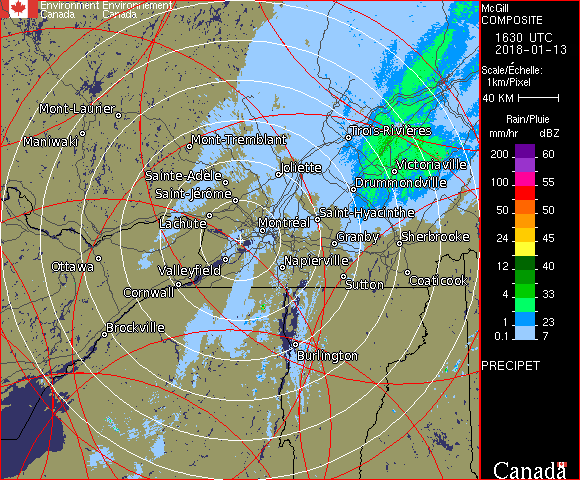 Environment Environnement
Canada Canada
Mont-Laurier
Maniwaki
Mont-Tremblant
Trois-Rivières
Joliette
Victoriaville
Sainte-Adèle
Drummondville
Saint-Jérôme
Saint-Hyacinthe
Lachute
Montréal
Granby
Sherbrooke
Ottawa
Valleyfield
Napierville
Cornwall
Sutton
Coaticook
Brockville
Burlington
McGill
COMPOSITE
1630 UTC
2018-01-13
Scale/Échelle:
1km/Pixel
40 KM
Rain/Pluie
mm/hr dBZ
200 60
100 55
50 50
24 45
12 40
4 33
1 23
0.1 7
PRECIPET
Canada